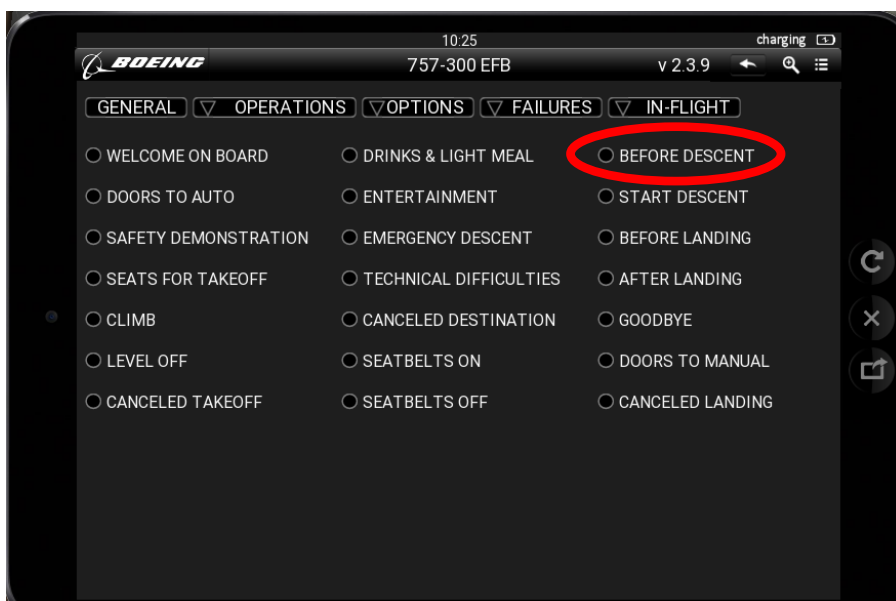 10:25 charging
BOEING 757-300 EFB v 2.3.9
GENERAL OPERATIONS OPTIONS FAILURES IN-FLIGHT
WELCOME ON BOARD DRINKS & LIGHT MEAL BEFORE DESCENT
DOORS TO AUTO ENTERTAINMENT START DESCENT
SAFETY DEMONSTRATION EMERGENCY DESCENT BEFORE LANDING
SEATS FOR TAKEOFF TECHNICAL DIFFICULTIES AFTER LANDING
CLIMB CANCELED DESTINATION GOODBYE
LEVEL OFF SEATBELTS ON DOORS TO MANUAL
CANCELED TAKEOFF SEATBELTS OFF CANCELED LANDING